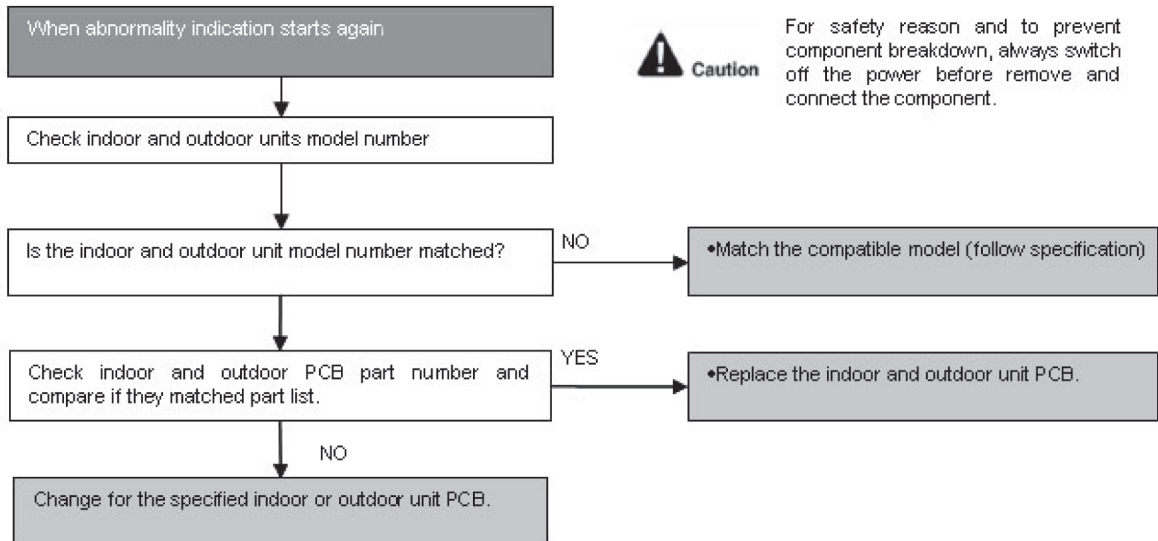 When abnormality indication starts again
For safety reason and to prevent
component breakdown, always switch
off the power before remove and
connect the component.
Caution
Check indoor and outdoor units model number
Is the indoor and outdoor unit model number matched?
NO
•Match the compatible model (follow specification)
Check indoor and outdoor PCB part number and
compare if they matched part list.
YES
•Replace the indoor and outdoor unit PCB.
NO
Change for the specified indoor or outdoor unit PCB.